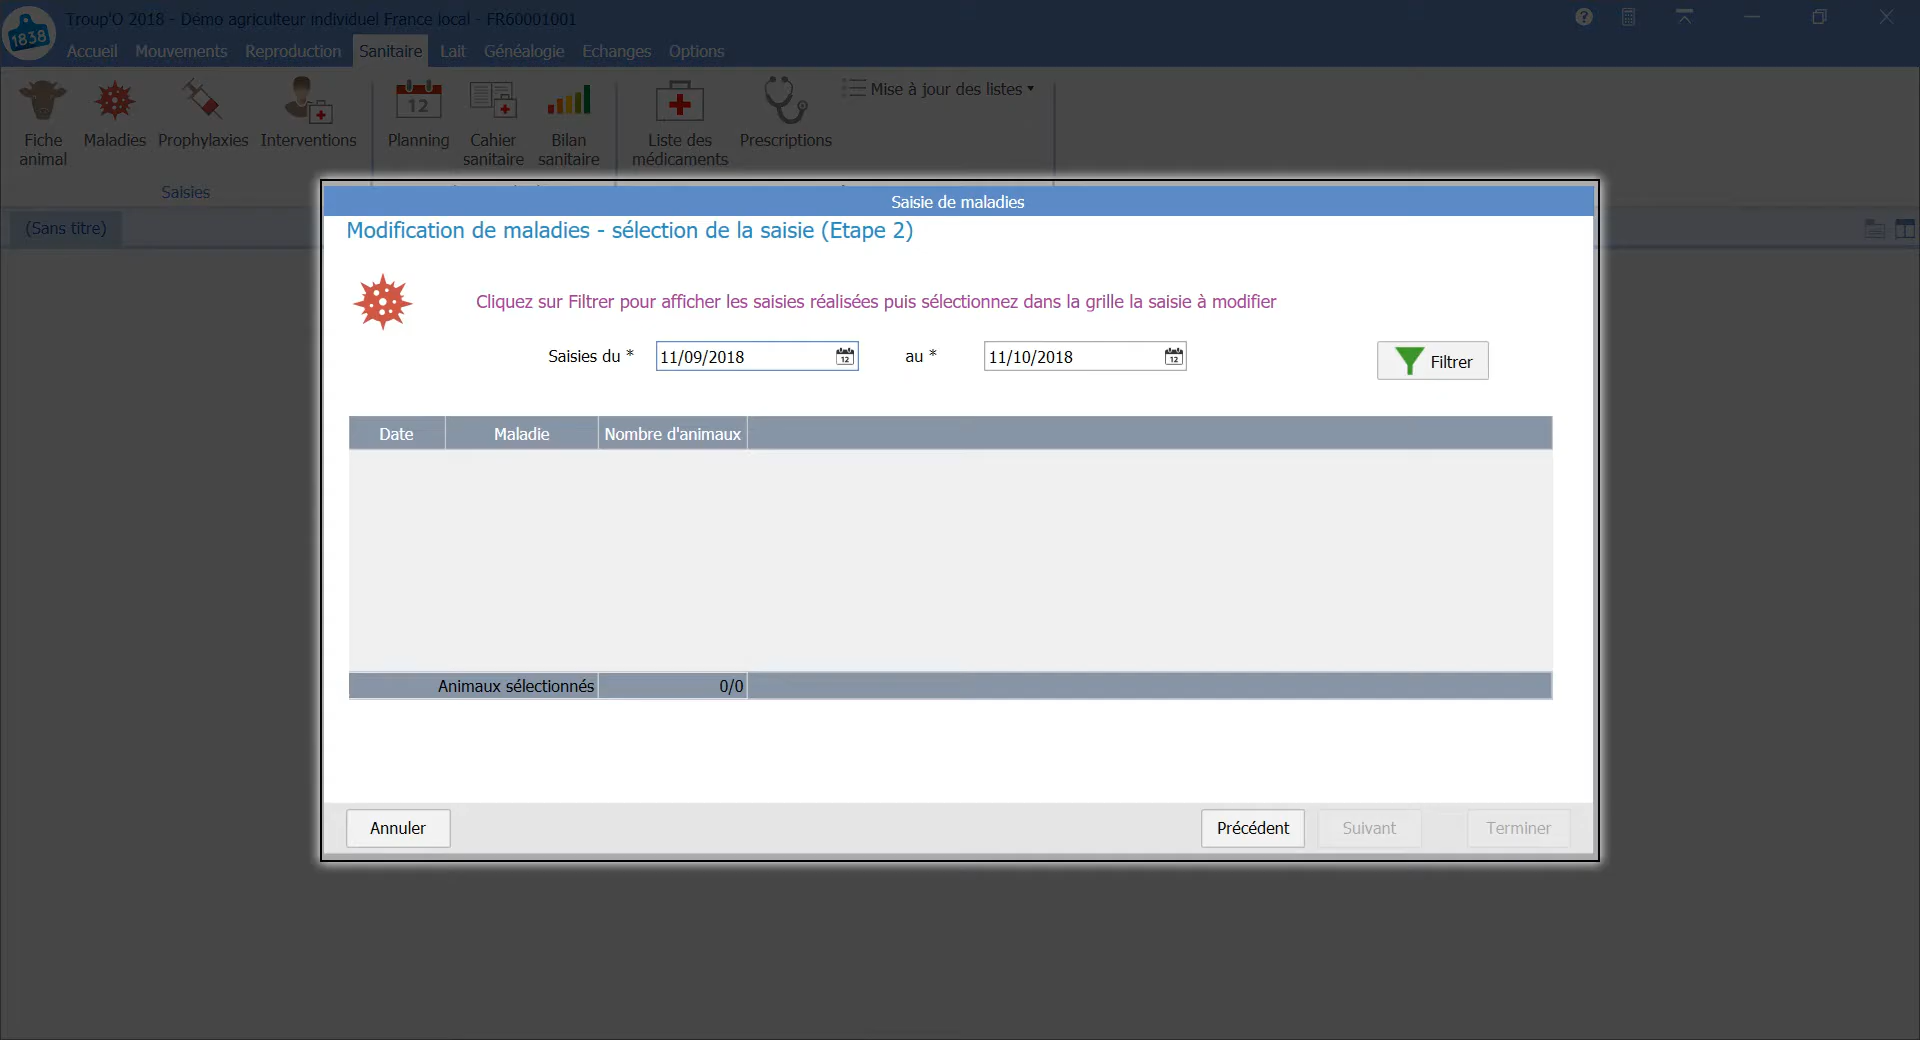 Troup'O 2018 - Démo agriculteur individuel France local - FR60001001
1838
Accueil Mouvements Reproduction Sanitaire Lait Généalogie Echanges Options
Fiche animal
Maladies
Prophylaxies
Interventions
12
Planning
Cahier sanitaire
Bilan sanitaire
Liste des médicaments
Prescriptions
Mise à jour des listes
Saisies
(Sans titre)
Saisie de maladies
Modification de maladies - sélection de la saisie (Etape 2)
Cliquez sur Filtrer pour afficher les saisies réalisées puis sélectionnez dans la grille la saisie à modifier
Saisies du * 11/09/2018 12 au * 11/10/2018 12 Filtrer
Date Maladie Nombre d'animaux
Animaux sélectionnés 0/0
Annuler Précédent Suivant Terminer